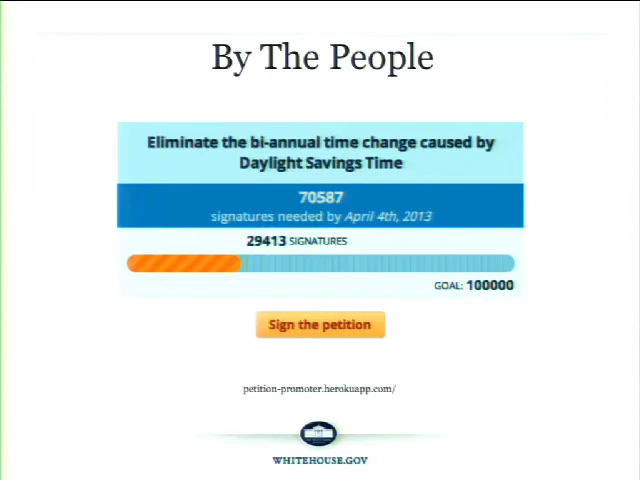 By The People
Eliminate the bi-annual time change caused by
Daylight Savings Time
70587
signatures needed by April 4th, 2013
29413 SIGNATURES
GOAL: 100000
Sign the petition
petition-promoter.herokuapp.com/
WHITEHOUSE.GOV